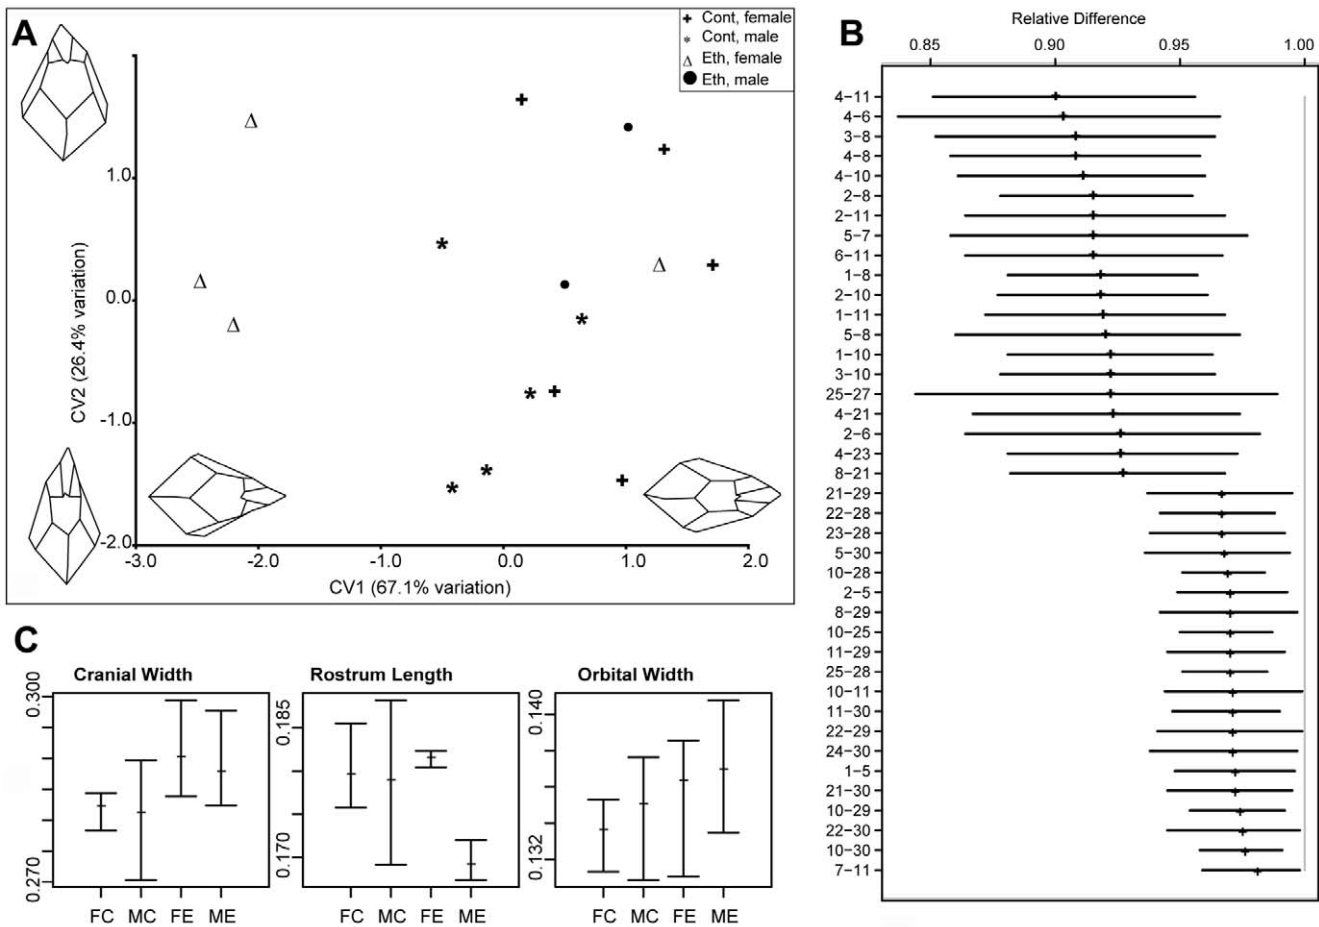 A
+ Cont, female
* Cont, male
Δ Eth, female
● Eth, male
1.0
0.0
-1.0
-2.0
CV2 (26.4% variation)
-3.0 -2.0 -1.0 0.0 1.0 2.0
CV1 (67.1% variation)
B
Relative Difference
0.85 0.90 0.95 1.00
4-11
4-6
3-8
4-8
4-10
2-8
2-11
5-7
6-11
1-8
2-10
1-11
5-8
1-10
3-10
25-27
4-21
2-6
4-23
8-21
21-29
22-28
23-28
5-30
10-28
2-5
8-29
10-25
11-29
25-28
10-11
11-30
22-29
24-30
1-5
21-30
10-29
22-30
10-30
7-11
C
Cranial Width
0.300
0.270
FC MC FE ME
Rostrum Length
0.185
0.170
FC MC FE ME
Orbital Width
0.140
0.132
FC MC FE ME